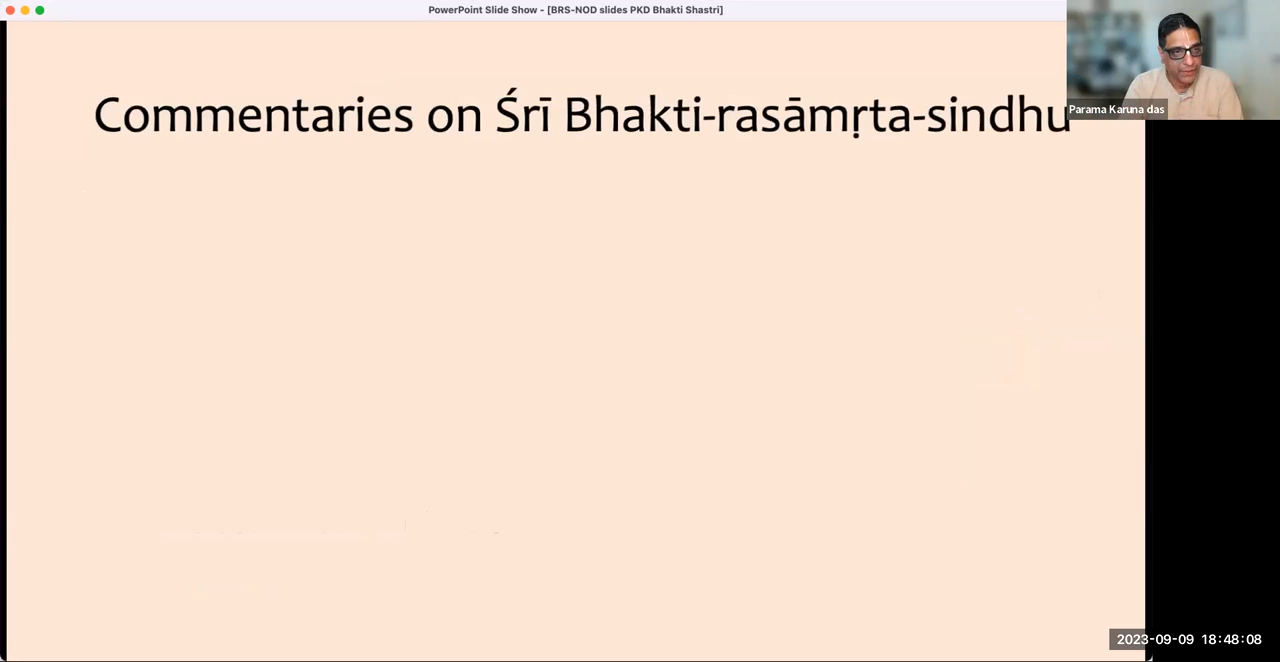 PowerPoint Slide Show - [BRS-NOD slides PKD Bhakti Shastri]
Commentaries on Śrī Bhakti-rasāmṛta-sindhu
Parama Karuna das
2023-09-09 18:48:08